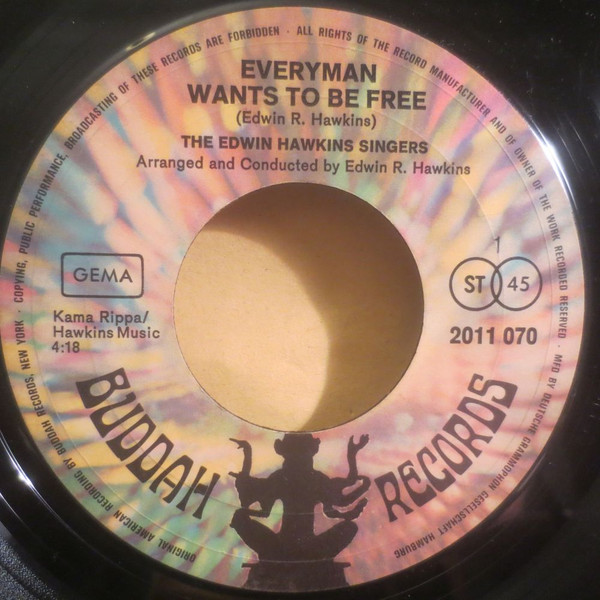 EVERYMAN
WANTS TO BE FREE
(Edwin R. Hawkins)
THE EDWIN HAWKINS SINGERS
Arranged and Conducted by Edwin R. Hawkins
GEMA
Kama Rippa/
Hawkins Music
4:18
1
ST 45
2011 070
BUDDAH RECORDS
ORIGINAL AMERICAN RECORDING BY BUDDAH RECORDS, NEW YORK · COPYING, PUBLIC PERFORMANCE, BROADCASTING OF THESE RECORDS ARE FORBIDDEN · ALL RIGHTS OF THE RECORD MANUFACTURER AND OF OWNER OF THE WORK RECORDED RESERVED · MFD BY DEUTSCHE GRAMMOPHON GESELLSCHAFT HAMBURG